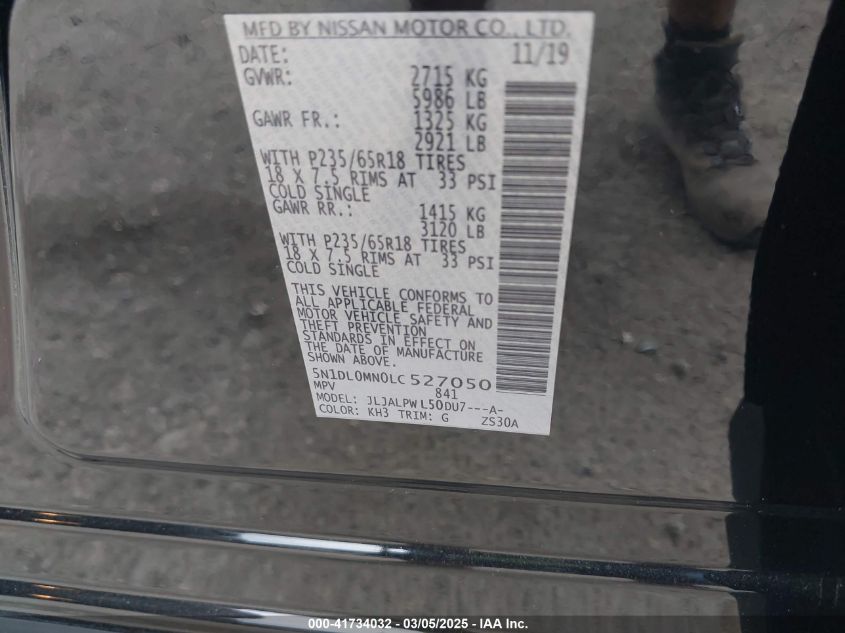 MFD BY NISSAN MOTOR CO., LTD.
DATE: 11/19
GVWR: 2715 KG
5986 LB
GAWR FR.: 1325 KG
2921 LB
WITH P235/65R18 TIRES
18 X 7.5 RIMS AT 33 PSI
COLD SINGLE
GAWR RR.: 1415 KG
3120 LB
WITH P235/65R18 TIRES
18 X 7.5 RIMS AT 33 PSI
COLD SINGLE
THIS VEHICLE CONFORMS TO
ALL APPLICABLE FEDERAL
MOTOR VEHICLE SAFETY AND
THEFT PREVENTION
STANDARDS IN EFFECT ON
THE DATE OF MANUFACTURE
SHOWN ABOVE.
5N1DL0MN0LC527050
MPV 841
MODEL: JLJALPWL50DU7---A-
COLOR: KH3 TRIM: G ZS30A
000-41734032 - 03/05/2025 - IAA Inc.